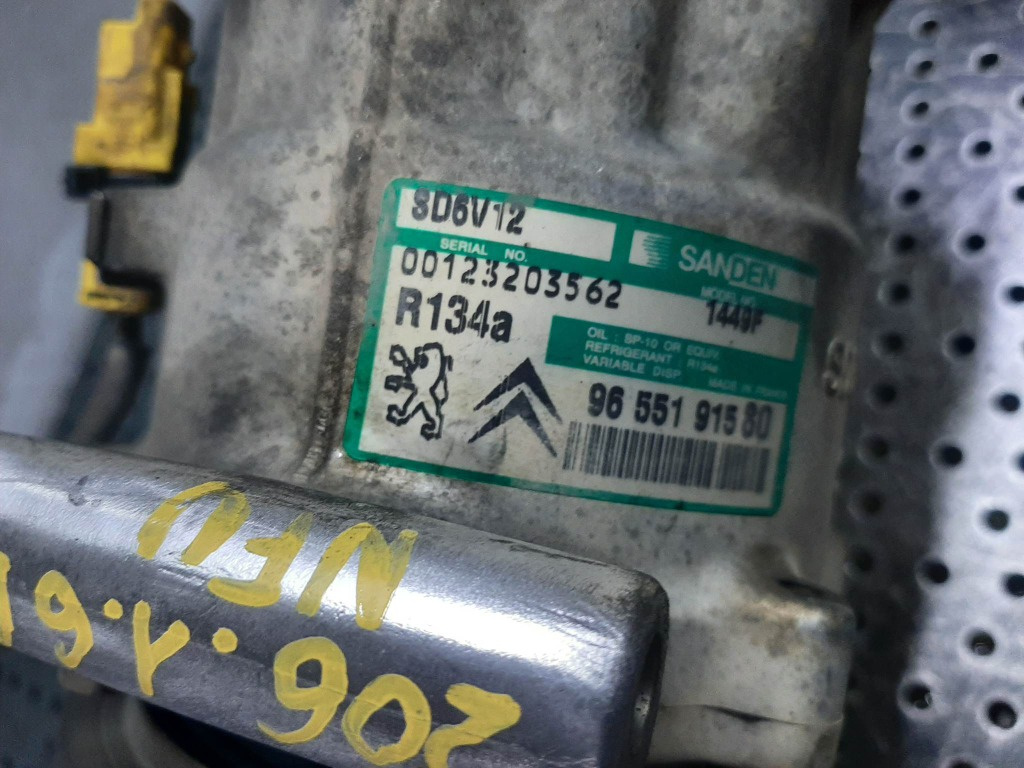 SD6V12
SANDEN
SERIAL NO.
MODEL NO.
00123203562
1449F
R134a
OIL : SP-10 OR EQUIV.
REFRIGERANT : R134a
VARIABLE DISP.
MADE IN FRANCE
96 551 915 80
NFU
206.1.6